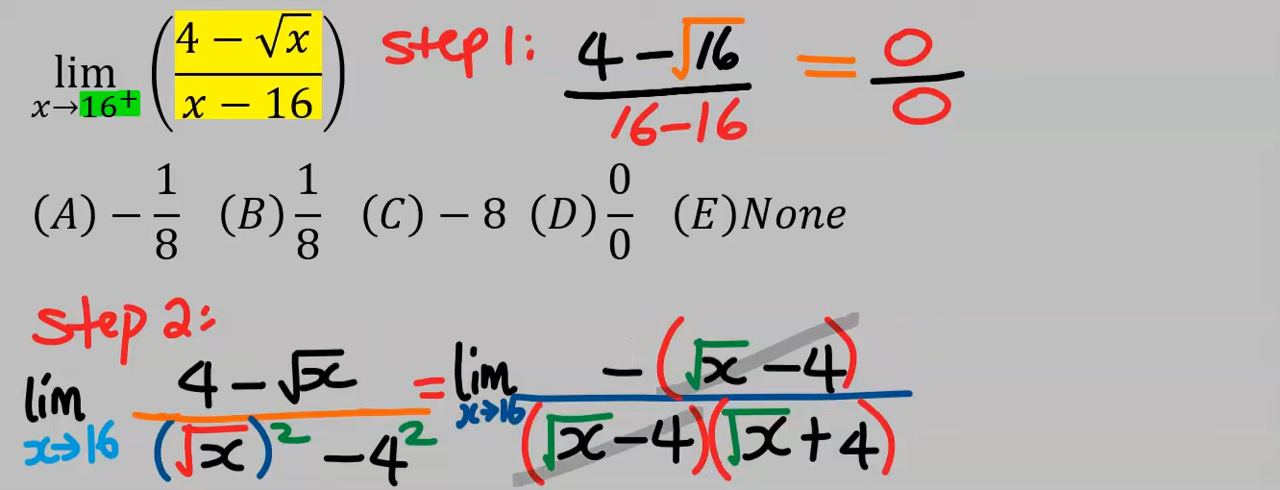 lim x→16⁺ ( (4 − √x) / (x − 16) ) step 1: (4 − √16) / (16 − 16) = 0/0
(A) − 1/8 (B) 1/8 (C) − 8 (D) 0/0 (E) None
step 2:
lim x→16 (4 − √x) / ((√x)² − 4²) = lim x→16 −(√x − 4) / ((√x − 4)(√x + 4))